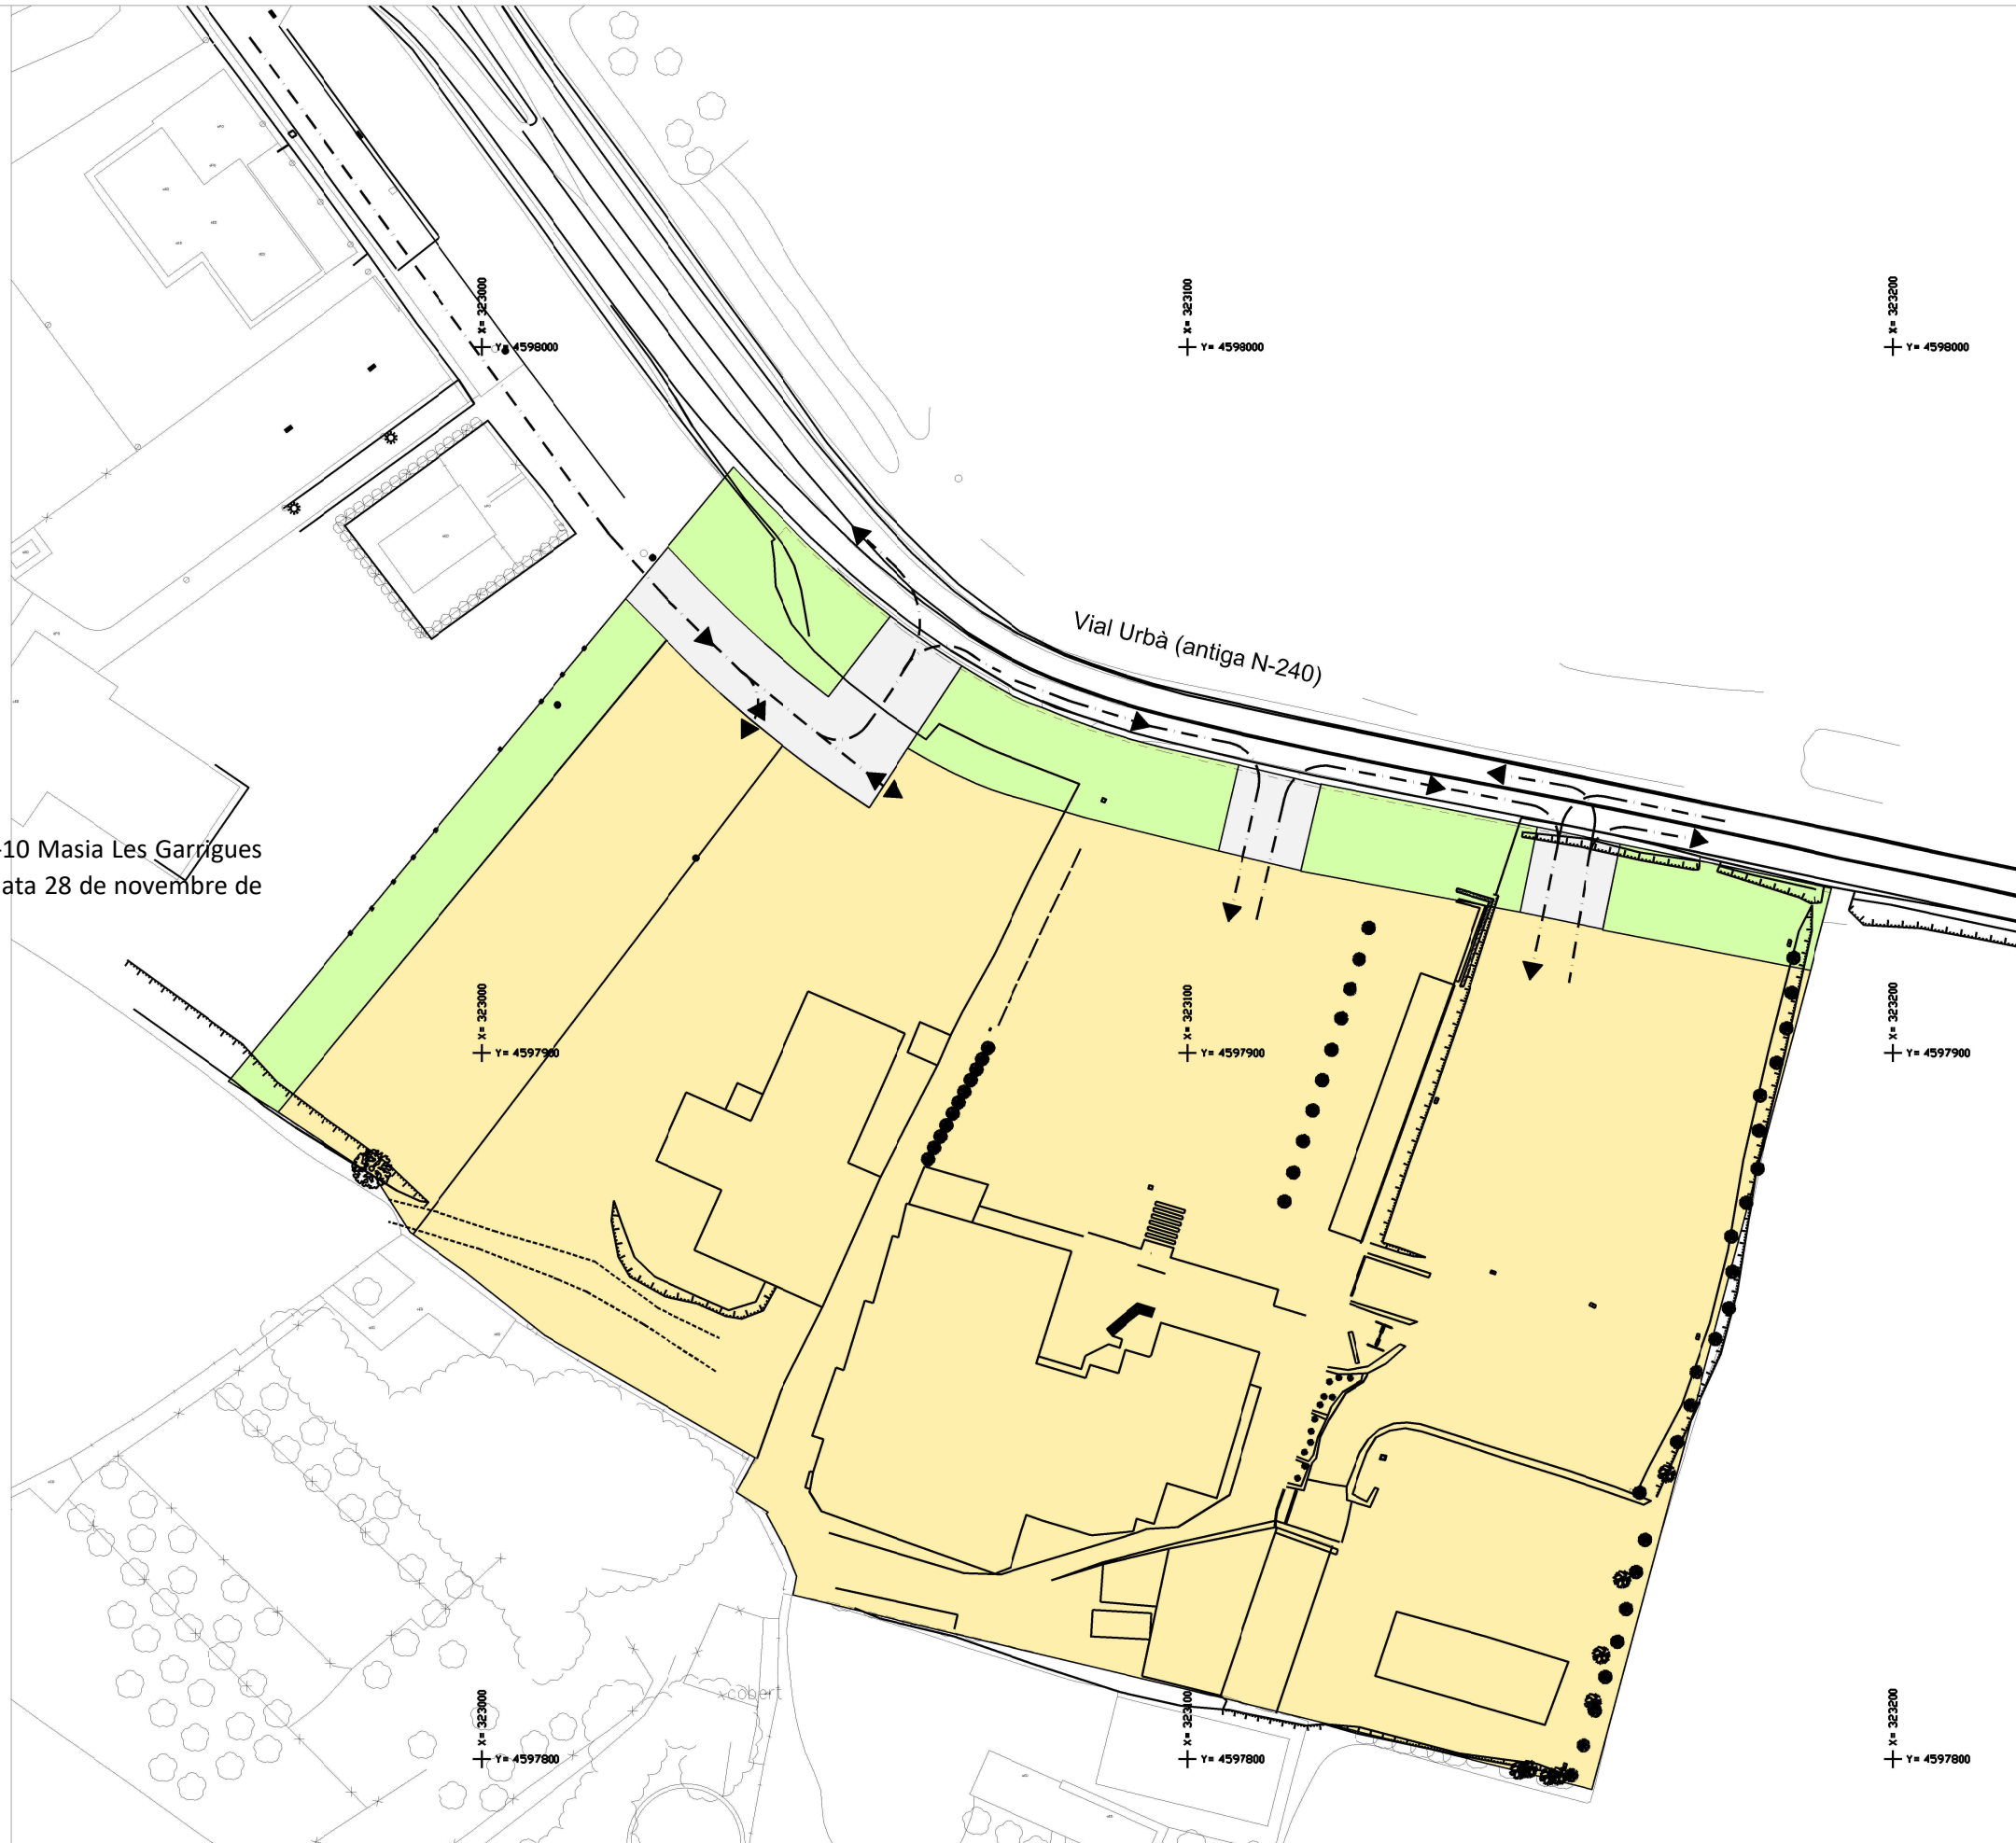 X= 323000
Y= 4598000
X= 323100
Y= 4598000
X= 323200
Y= 4598000
Vial Urbà (antiga N-240)
-10 Masia Les Garrigues
ata 28 de novembre de
X= 323000
Y= 4597900
X= 323100
Y= 4597900
X= 323200
Y= 4597900
X= 323000
Y= 4597800
xcobert
X= 323100
Y= 4597800
X= 323200
Y= 4597800